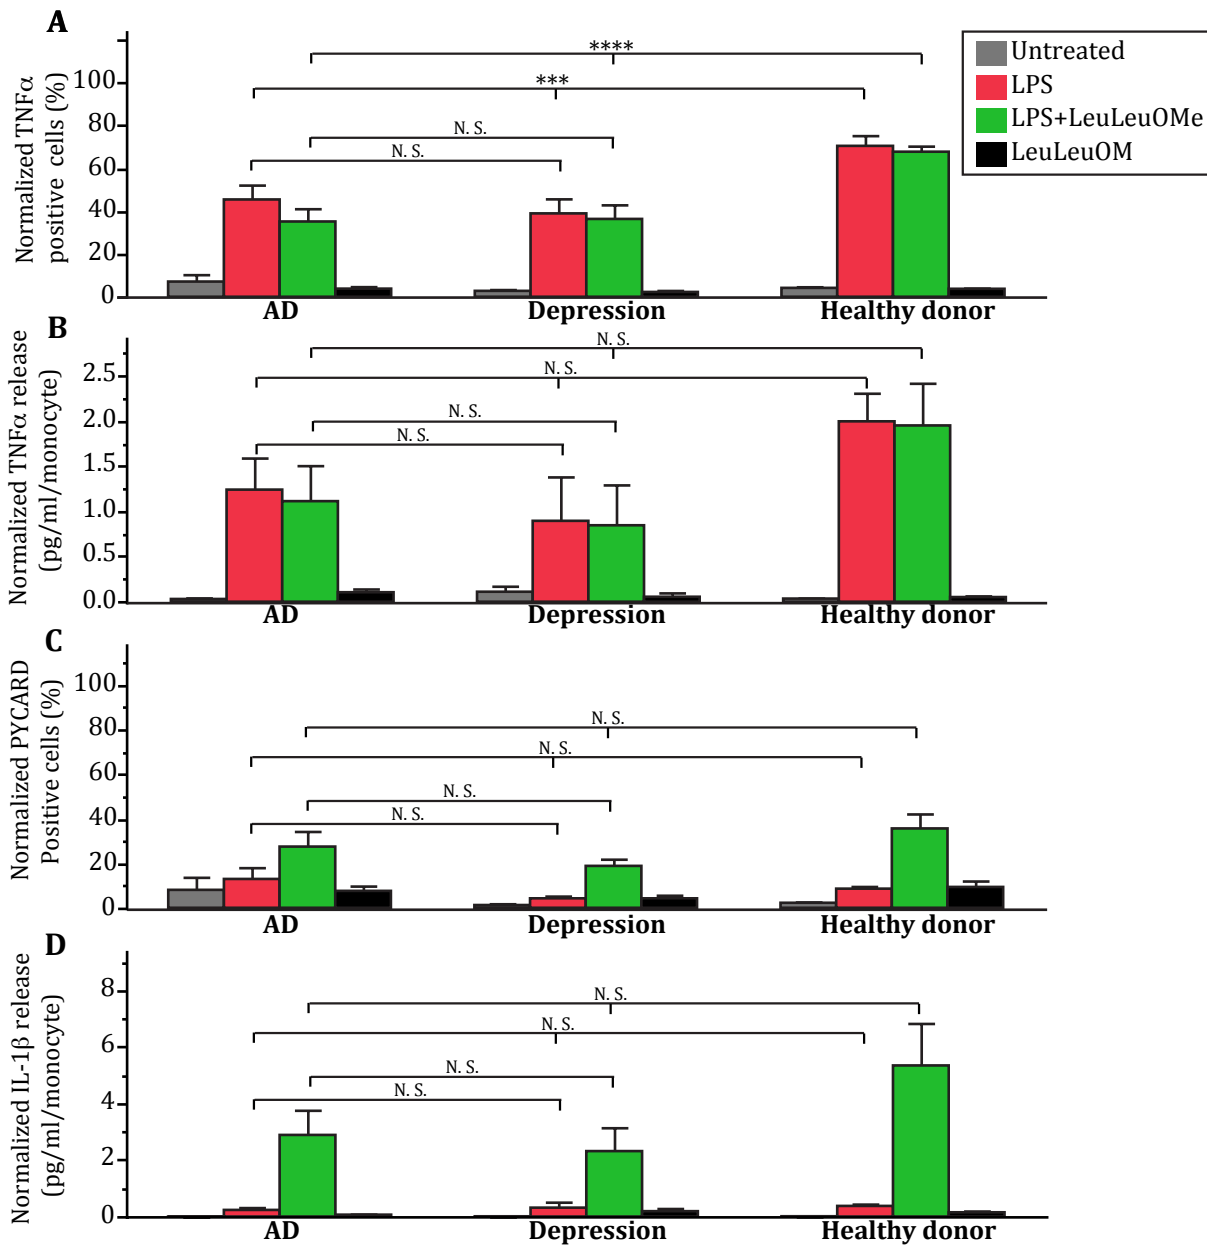 A
Normalized TNFα
positive cells (%)
100
80
60
40
20
0
****
***
N. S.
N. S.
AD
Depression
Healthy donor
Untreated
LPS
LPS+LeuLeuOMe
LeuLeuOM
B
Normalized TNFα release
(pg/ml/monocyte)
2.5
2.0
1.5
1.0
0.5
0.0
N. S.
N. S.
N. S.
N. S.
AD
Depression
Healthy donor
C
Normalized PYCARD
Positive cells (%)
100
80
60
40
20
0
N. S.
N. S.
N. S.
N. S.
AD
Depression
Healthy donor
D
Normalized IL-1β release
(pg/ml/monocyte)
8
6
4
2
0
N. S.
N. S.
N. S.
N. S.
AD
Depression
Healthy donor